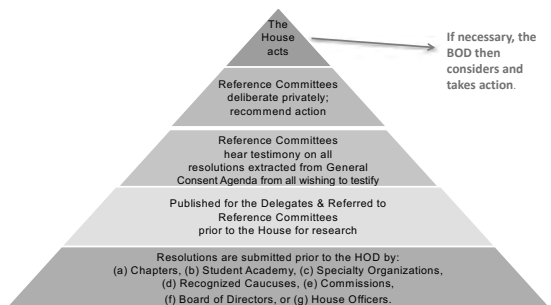 The
House
acts
If necessary, the
BOD then
considers and
takes action.
Reference Committees
deliberate privately;
recommend action
Reference Committees
hear testimony on all
resolutions extracted from General
Consent Agenda from all wishing to testify
Published for the Delegates & Referred to
Reference Committees
prior to the House for research
Resolutions are submitted prior to the HOD by:
(a) Chapters, (b) Student Academy, (c) Specialty Organizations,
(d) Recognized Caucuses, (e) Commissions,
(f) Board of Directors, or (g) House Officers.